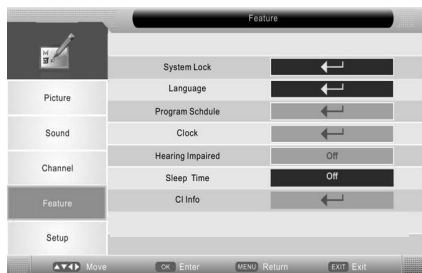 Feature
System Lock
Language
Picture
Program Schdule
Sound
Clock
Hearing Impaired Off
Channel
Sleep Time Off
Feature
CI Info
Setup
Move OK Enter MENU Return EXIT Exit